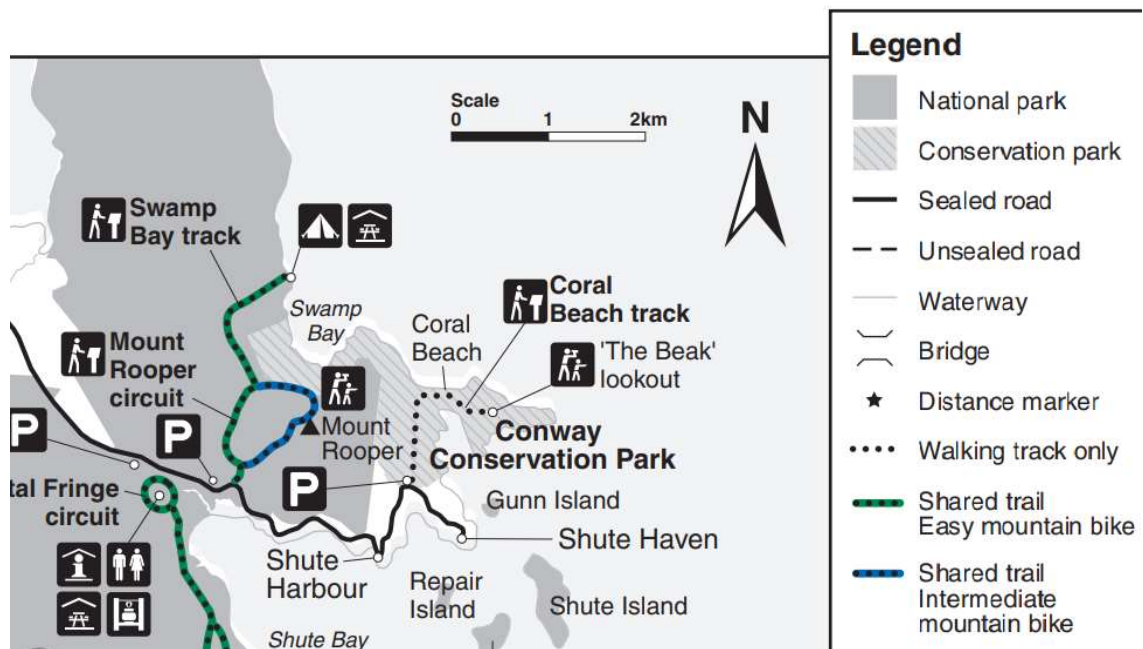 Scale
0 1 2km
N
Swamp
Bay track
Swamp
Bay
Coral
Beach track
Coral
Beach
'The Beak'
lookout
Mount
Rooper
circuit
Mount
Rooper
P
P
P
Conway
Conservation Park
tal Fringe
circuit
Gunn Island
Shute Haven
Shute
Harbour
Repair
Island
Shute Island
Shute Bay
Legend
National park
Conservation park
Sealed road
Unsealed road
Waterway
Bridge
Distance marker
Walking track only
Shared trail
Easy mountain bike
Shared trail
Intermediate
mountain bike